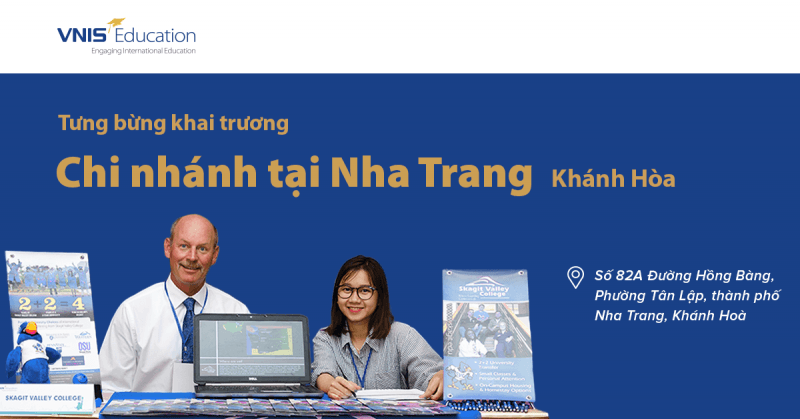 VNIS Education
Engaging International Education
Tưng bừng khai trương
Chi nhánh tại Nha Trang Khánh Hòa
Số 82A Đường Hồng Bàng,
Phường Tân Lập, thành phố
Nha Trang, Khánh Hoà
2+2=4
SKAGIT VALLEY COLLEGE
Skagit Valley
College